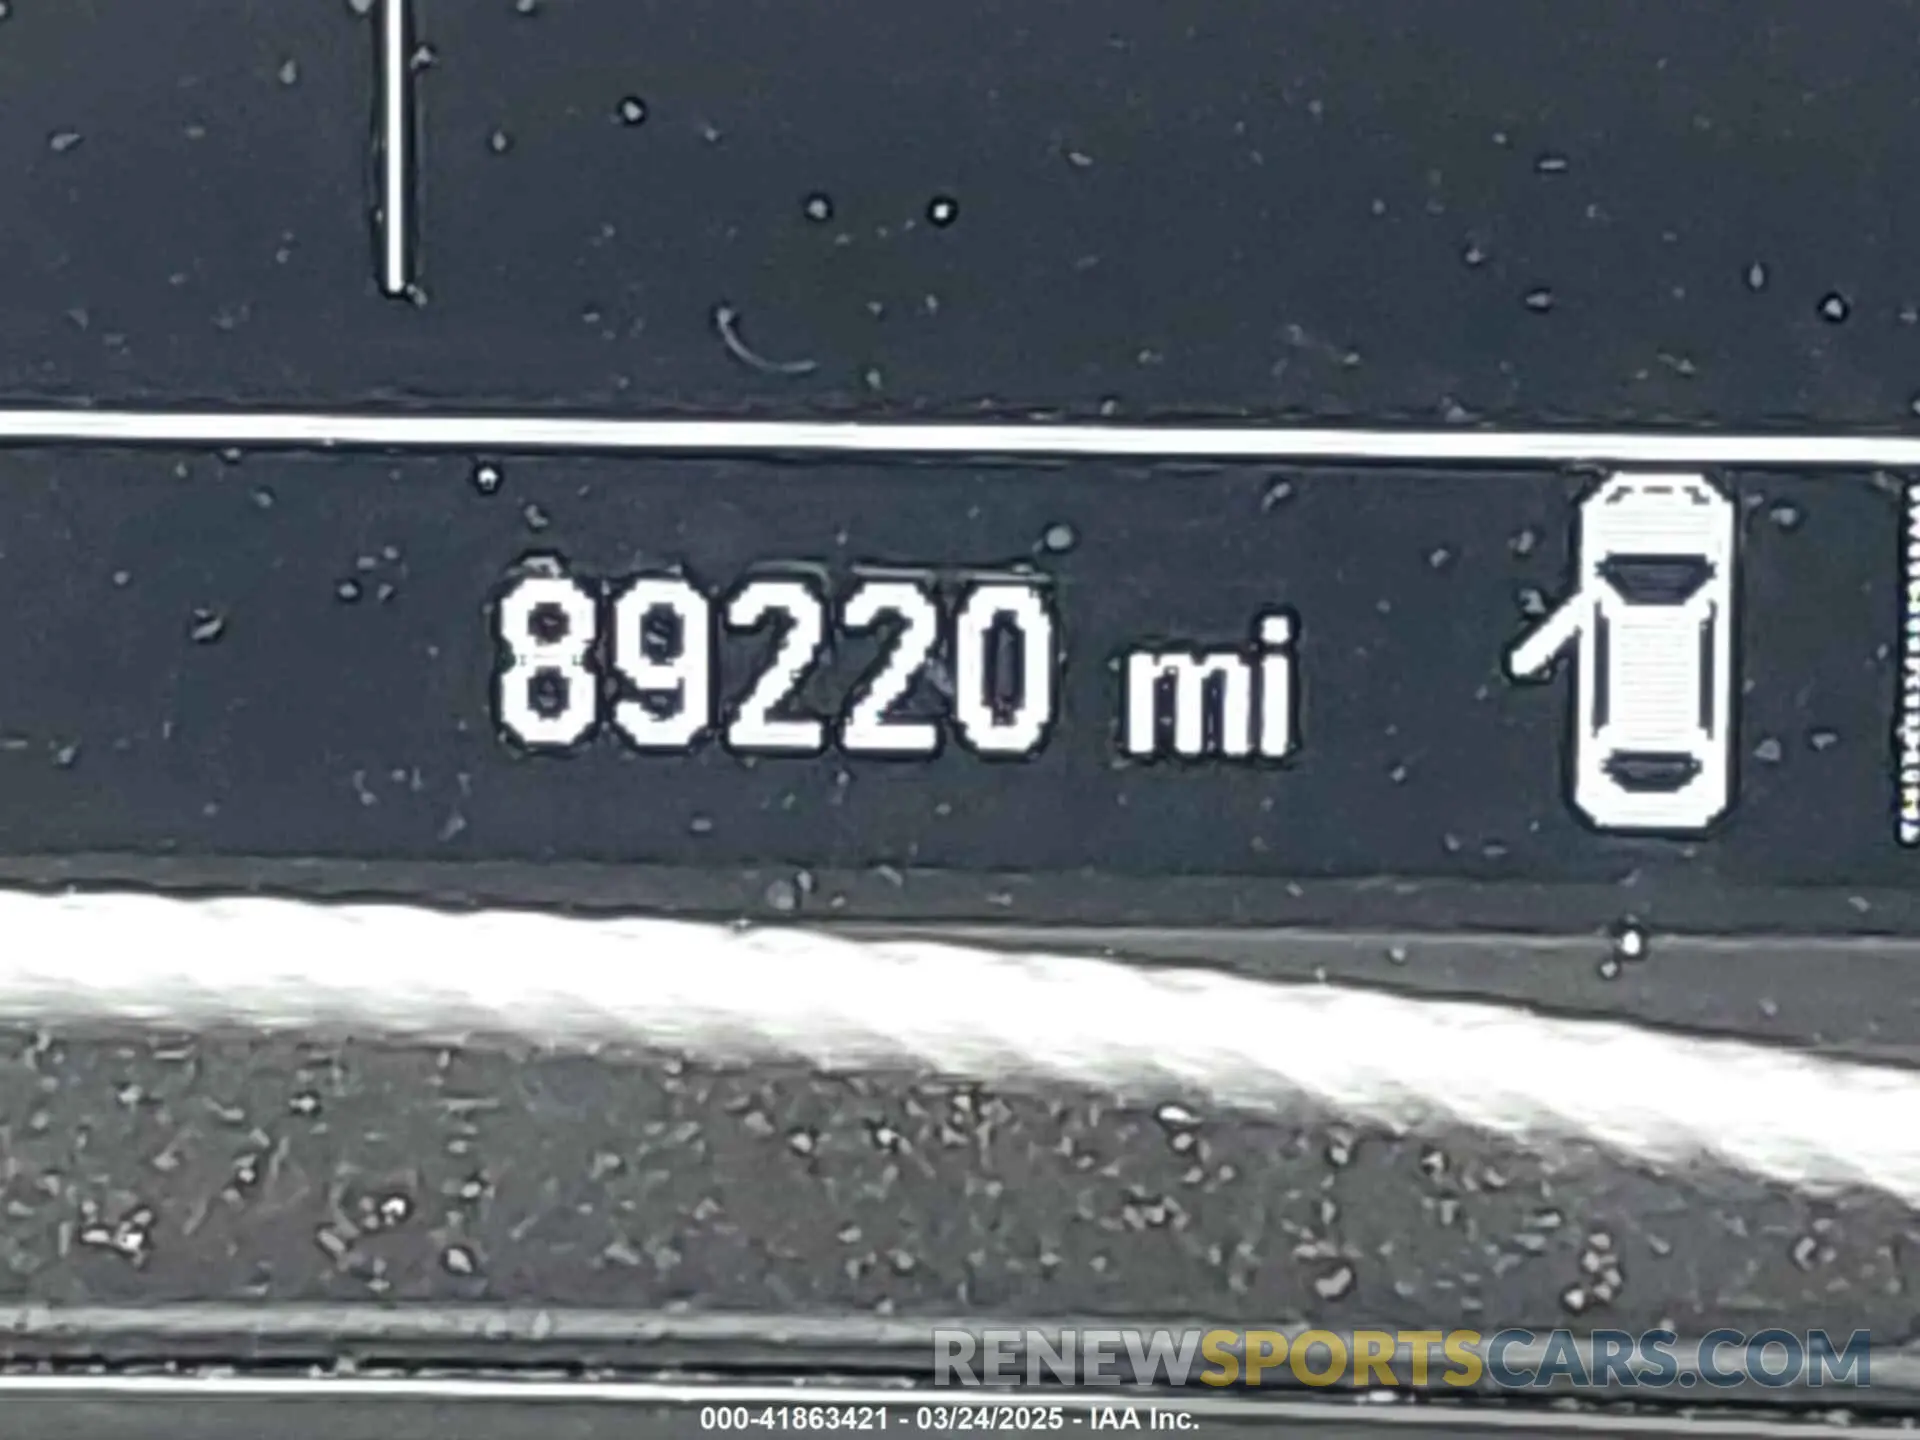 89220 mi
RENEWSPORTSCARS.COM
000-41863421 - 03/24/2025 - IAA Inc.